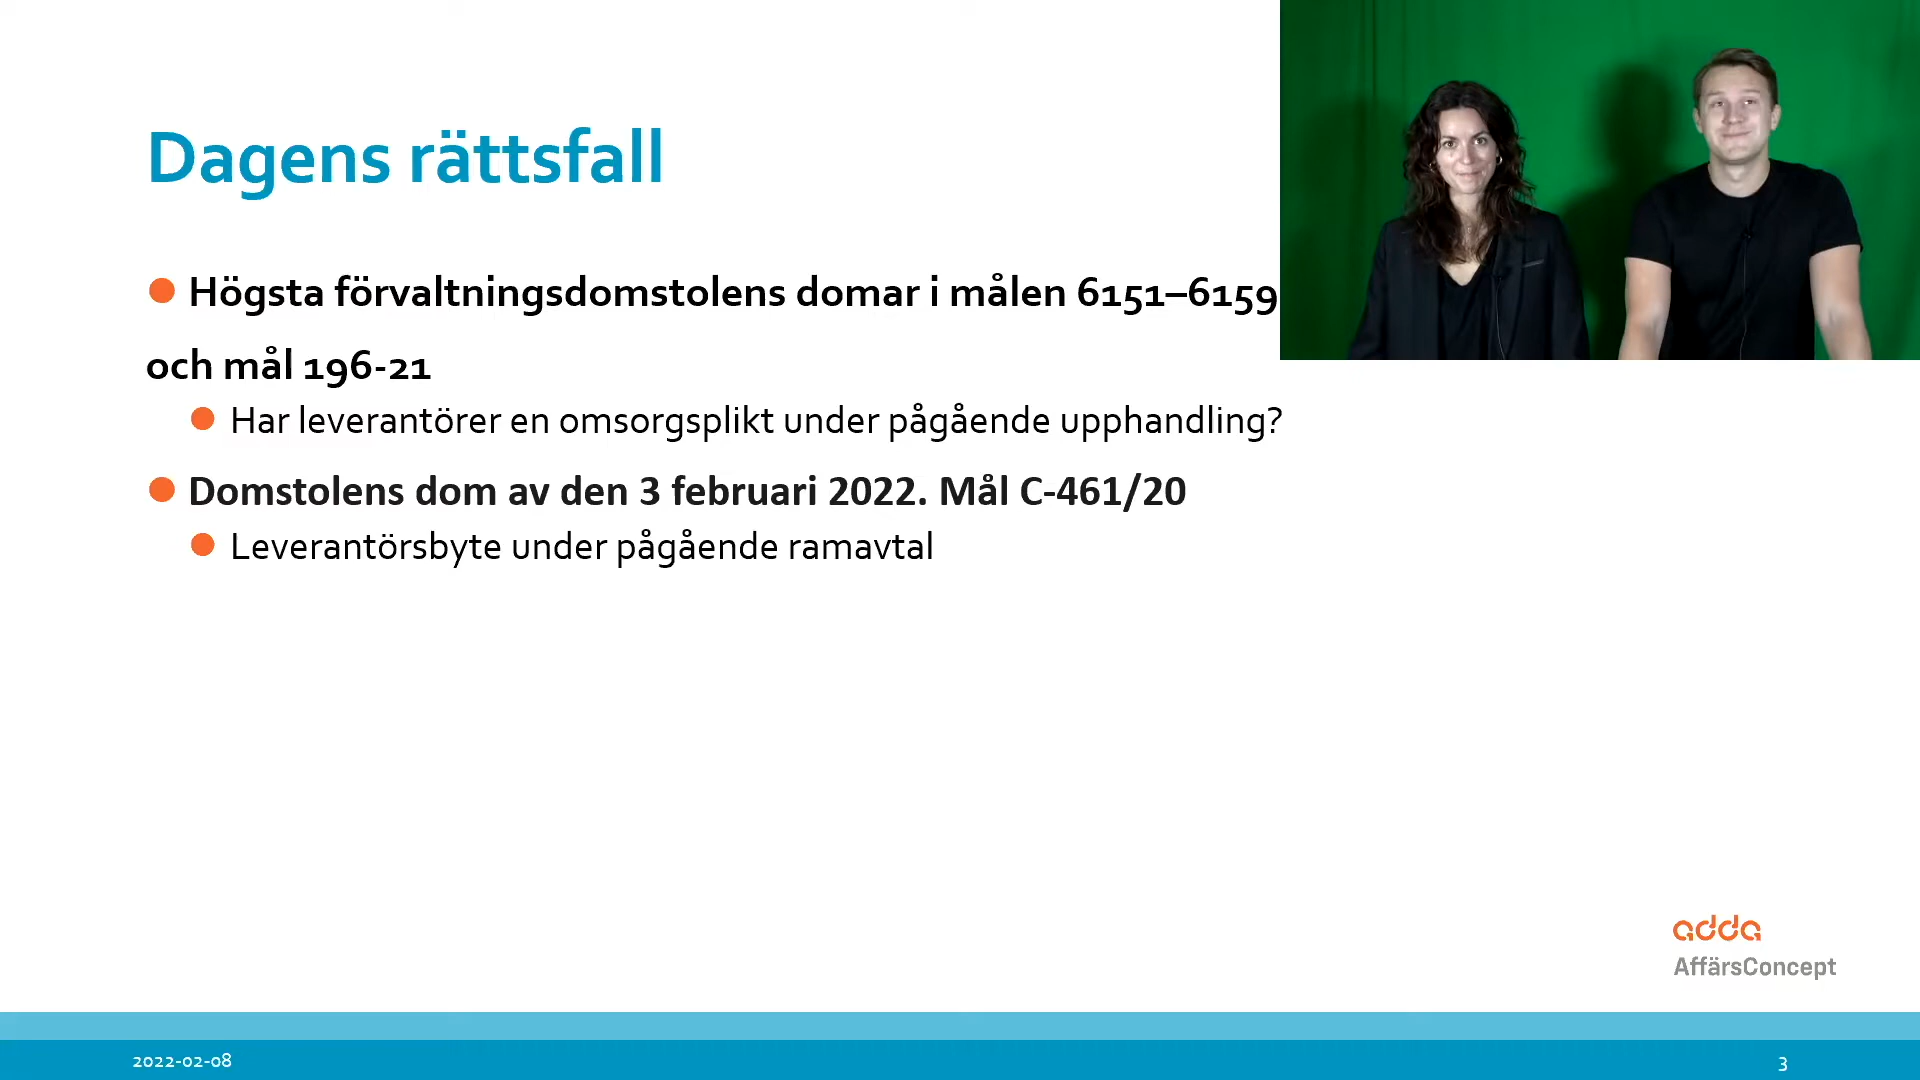 Dagens rättsfall
Högsta förvaltningsdomstolens domar i målen 6151–6159
och mål 196-21
Har leverantörer en omsorgsplikt under pågående upphandling?
Domstolens dom av den 3 februari 2022. Mål C-461/20
Leverantörsbyte under pågående ramavtal
adda
AffärsConcept
2022-02-08
3